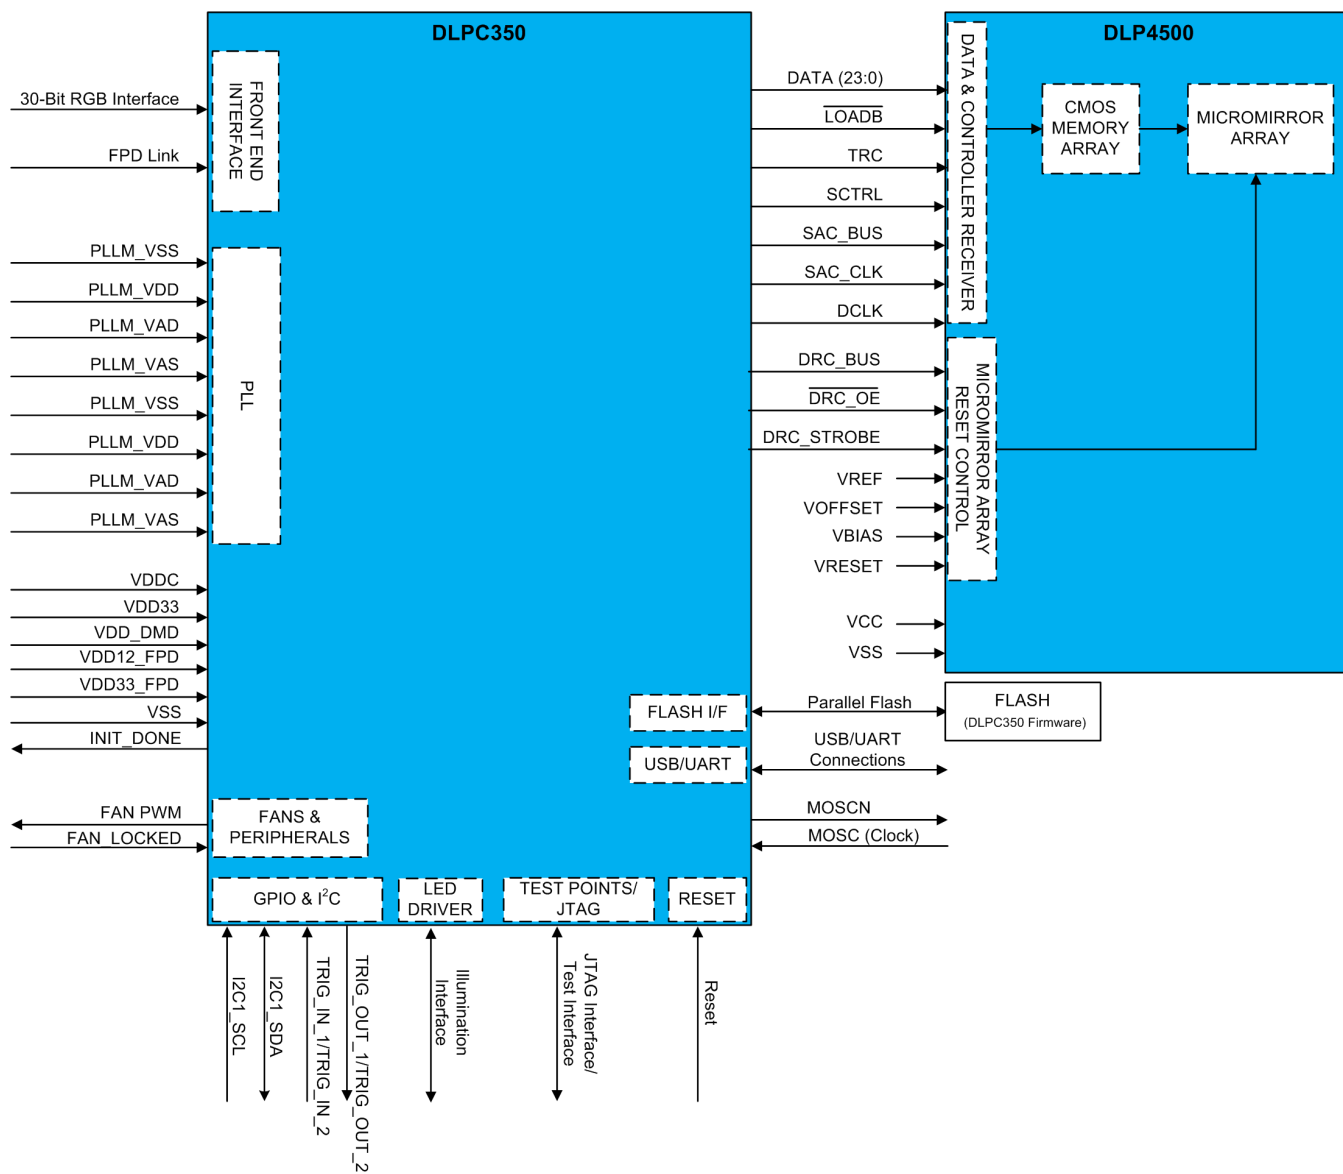 DLPC350
DLP4500
FRONT END
INTERFACE
30-Bit RGB Interface
FPD Link
PLLM_VSS
PLLM_VDD
PLLM_VAD
PLLM_VAS
PLLM_VSS
PLLM_VDD
PLLM_VAD
PLLM_VAS
PLL
VDDC
VDD33
VDD_DMD
VDD12_FPD
VDD33_FPD
VSS
INIT_DONE
FAN PWM
FAN_LOCKED
FANS &
PERIPHERALS
GPIO & I²C
LED
DRIVER
TEST POINTS/
JTAG
RESET
FLASH I/F
USB/UART
DATA (23:0)
LOADB
TRC
SCTRL
SAC_BUS
SAC_CLK
DCLK
DRC_BUS
DRC_OE
DRC_STROBE
VREF
VOFFSET
VBIAS
VRESET
VCC
VSS
DATA & CONTROLLER RECEIVER
CMOS
MEMORY
ARRAY
MICROMIRROR
ARRAY
MICROMIRROR ARRAY
RESET CONTROL
Parallel Flash
FLASH
(DLPC350 Firmware)
USB/UART
Connections
MOSCN
MOSC (Clock)
I2C1_SCL
I2C1_SDA
TRIG_IN_1/TRIG_IN_2
TRIG_OUT_1/TRIG_OUT_2
Illumination
Interface
JTAG Interface/
Test Interface
Reset